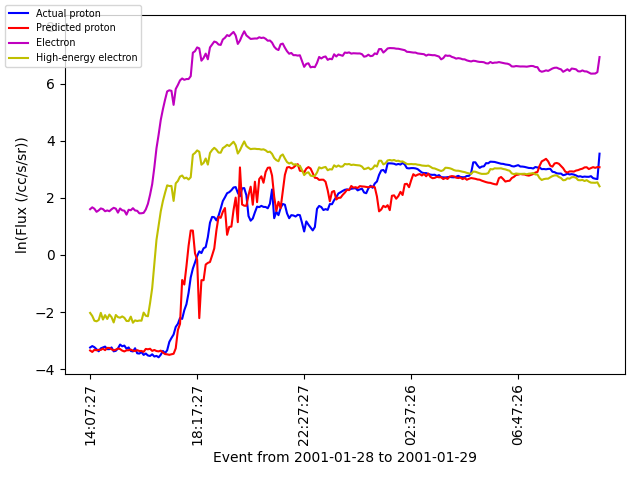 Actual proton
Predicted proton
Electron
High-energy electron
6
4
2
0
−2
−4
ln(Flux (/cc/s/sr))
14:07:27
18:17:27
22:27:27
02:37:26
06:47:26
Event from 2001-01-28 to 2001-01-29